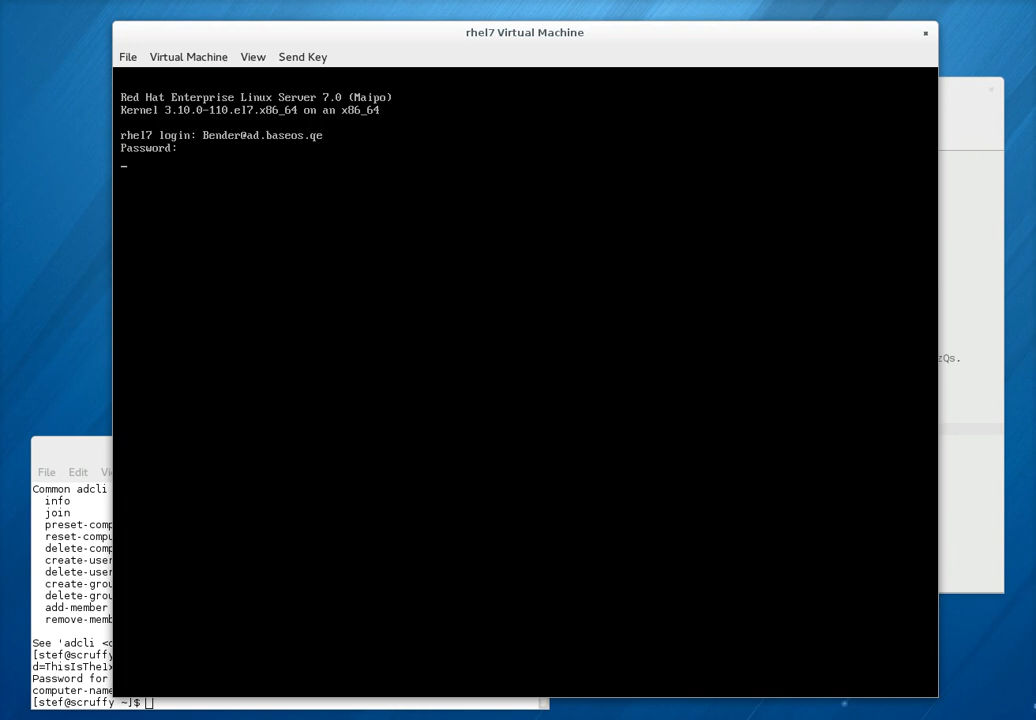 rhel7 Virtual Machine
File Virtual Machine View Send Key
Red Hat Enterprise Linux Server 7.0 (Maipo)
Kernel 3.10.0-110.el7.x86_64 on an x86_64
rhel7 login: Bender@ad.baseos.qe
Password:
_
zQs.
File Edit Vi
Common adcli
info
join
preset-comp
reset-compu
delete-comp
create-user
delete-user
create-grou
delete-grou
add-member
remove-memb
See 'adcli <c
[stef@scruffy
d=ThisIsThe1x
Password for
computer-name
[stef@scruffy ~]$